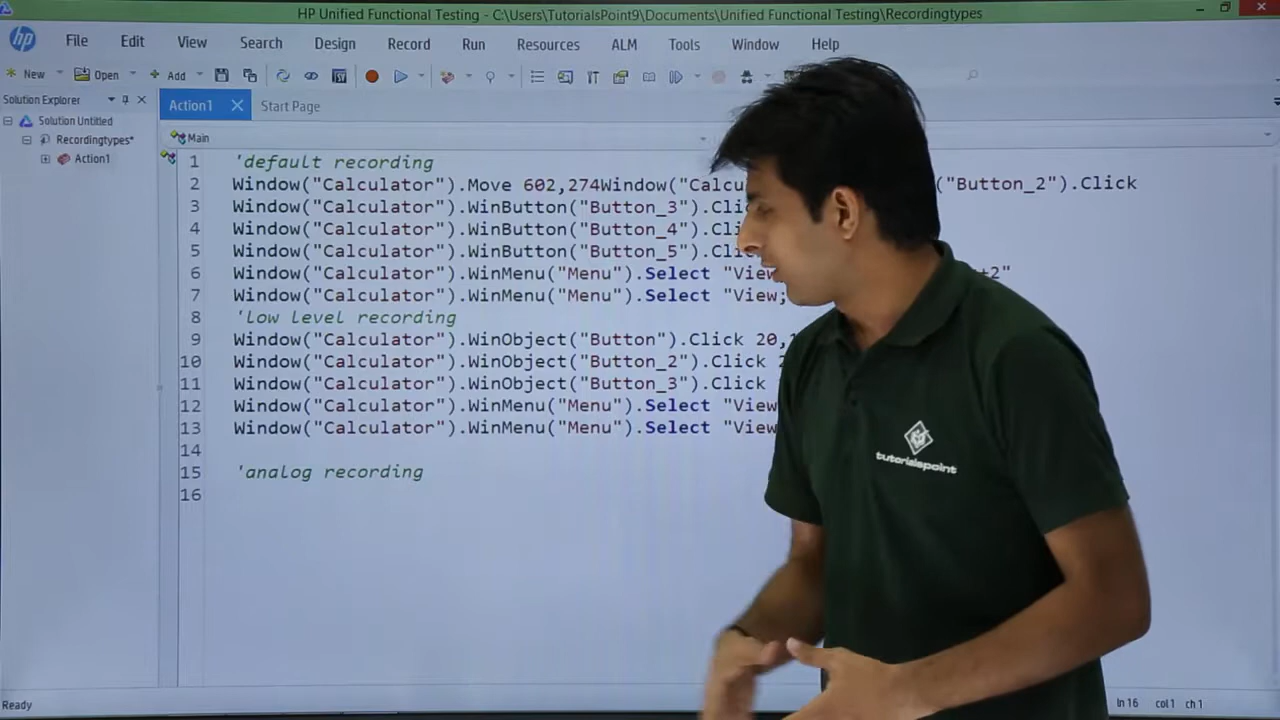 HP Unified Functional Testing - C:\Users\TutorialsPoint9\Documents\Unified Functional Testing\Recordingtypes
hp File Edit View Search Design Record Run Resources ALM Tools Window Help
New Open Add
Solution Explorer
Action1 Start Page
Solution Untitled
Recordingtypes*
Action1
Main
1 'default recording
2 Window("Calculator").Move 602,274Window("Calcu ("Button_2").Click
3 Window("Calculator").WinButton("Button_3").Cli
4 Window("Calculator").WinButton("Button_4").Cli
5 Window("Calculator").WinButton("Button_5").Cli
6 Window("Calculator").WinMenu("Menu").Select "View +2"
7 Window("Calculator").WinMenu("Menu").Select "View;
8 'low level recording
9 Window("Calculator").WinObject("Button").Click 20,
10 Window("Calculator").WinObject("Button_2").Click
11 Window("Calculator").WinObject("Button_3").Click
12 Window("Calculator").WinMenu("Menu").Select "View
13 Window("Calculator").WinMenu("Menu").Select "View
14
15 'analog recording
16
tutorialspoint
Ready ln 16 col 1 ch 1